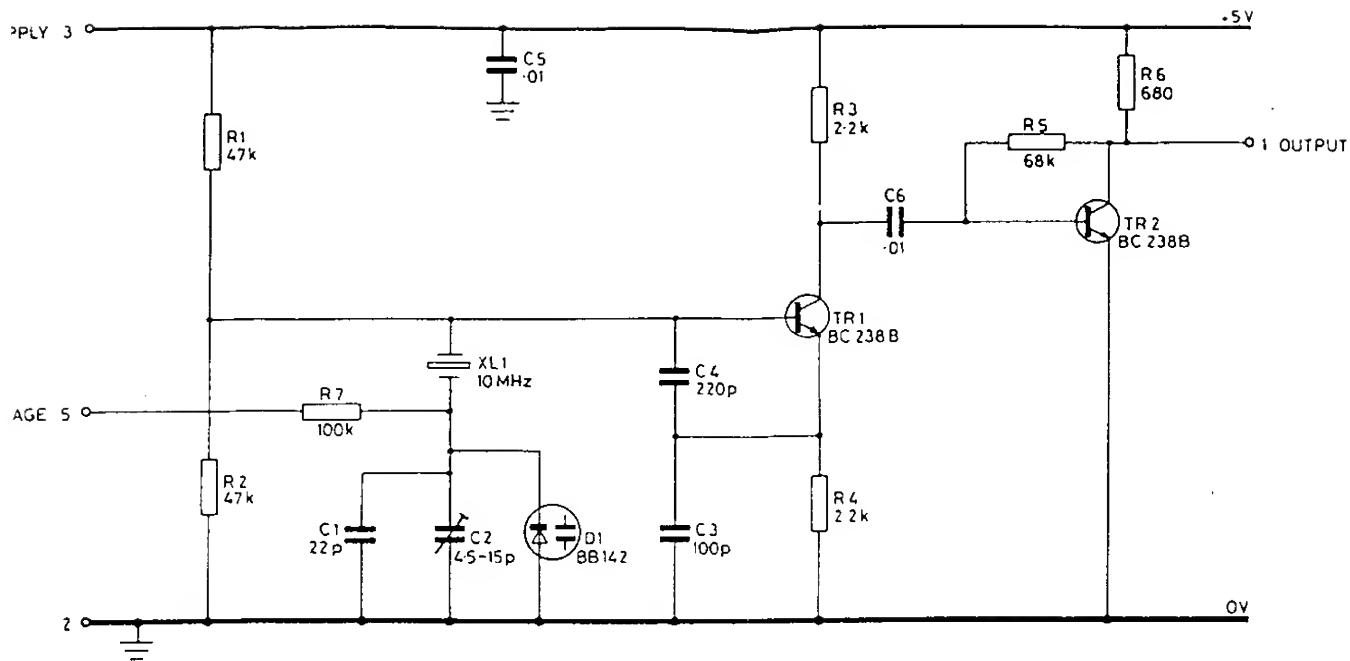 PPLY 3
+5V
C5
.01
R6
680
R3
2.2k
R1
47k
R5
68k
1 OUTPUT
C6
.01
TR2
BC 238B
TR1
BC 238B
XL1
10MHz
C4
220p
R7
100k
AGE 5
R2
47k
R4
2.2k
C1
22p
C2
4.5-15p
D1
BB142
C3
100p
0V
2